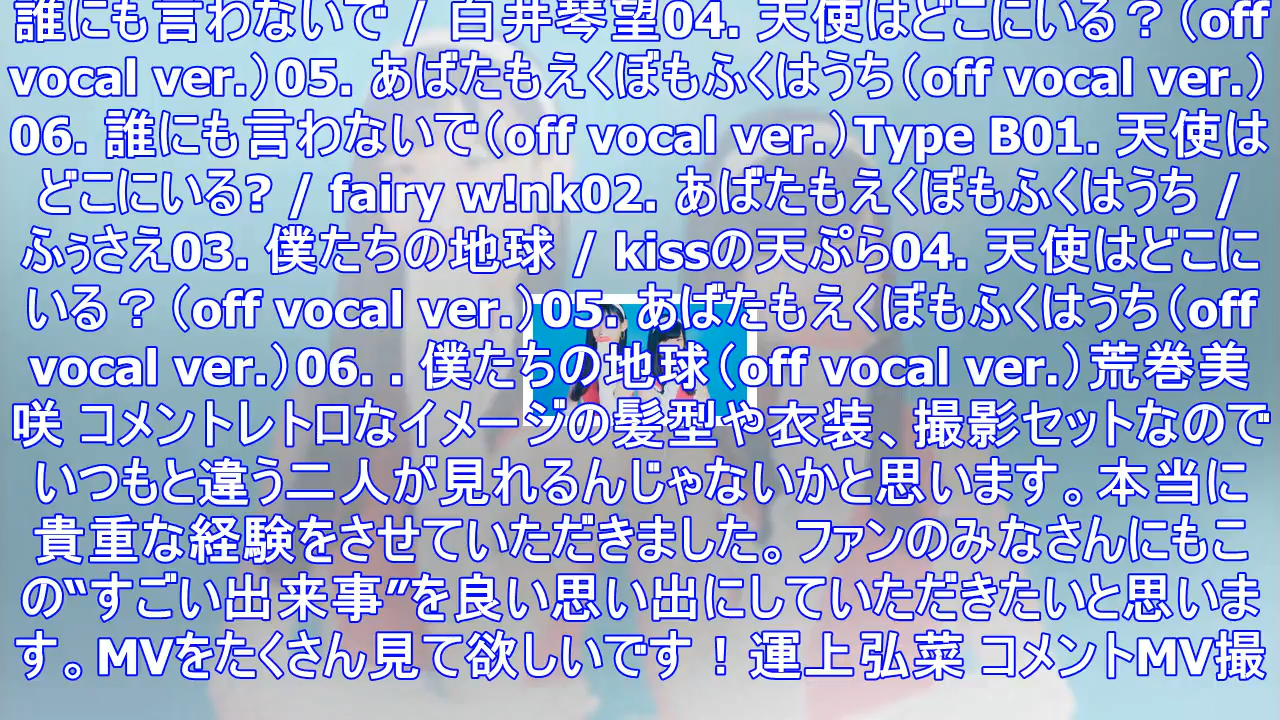 誰にも言わないで / 白井琴望04. 天使はどこにいる？（off
vocal ver.）05. あばたもえくぼもふくはうち（off vocal ver.）
06. 誰にも言わないで（off vocal ver.）Type B01. 天使は
どこにいる? / fairy w!nk02. あばたもえくぼもふくはうち /
ふぅさえ03. 僕たちの地球 / kissの天ぷら04. 天使はどこに
いる？（off vocal ver.）05. あばたもえくぼもふくはうち（off
vocal ver.）06. . 僕たちの地球（off vocal ver.）荒巻美
咲 コメントレトロなイメージの髪型や衣装、撮影セットなので
いつもと違う二人が見れるんじゃないかと思います。本当に
貴重な経験をさせていただきました。ファンのみなさんにもこ
の“すごい出来事”を良い思い出にしていただきたいと思いま
す。MVをたくさん見て欲しいです！運上弘菜 コメントMV撮